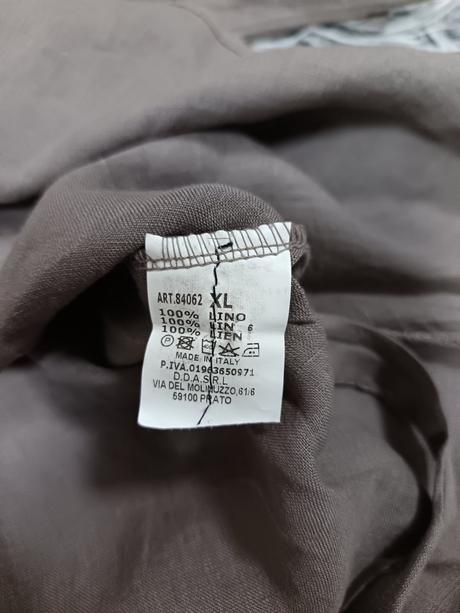 ART.84062 XL
100% LINO
100% LIN 6
100% LIEN
P
MADE IN ITALY
P.IVA.01963650971
D.D.A.S.R.L
VIA DEL MOLINUZZO,61/6
59100 PRATO